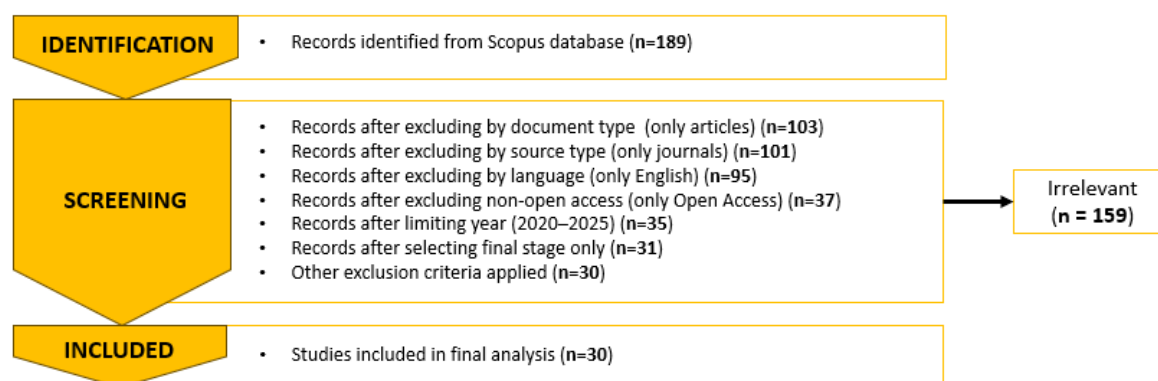 IDENTIFICATION
• Records identified from Scopus database (n=189)
SCREENING
• Records after excluding by document type (only articles) (n=103)
• Records after excluding by source type (only journals) (n=101)
• Records after excluding by language (only English) (n=95)
• Records after excluding non-open access (only Open Access) (n=37)
• Records after limiting year (2020–2025) (n=35)
• Records after selecting final stage only (n=31)
• Other exclusion criteria applied (n=30)
Irrelevant
(n = 159)
INCLUDED
• Studies included in final analysis (n=30)